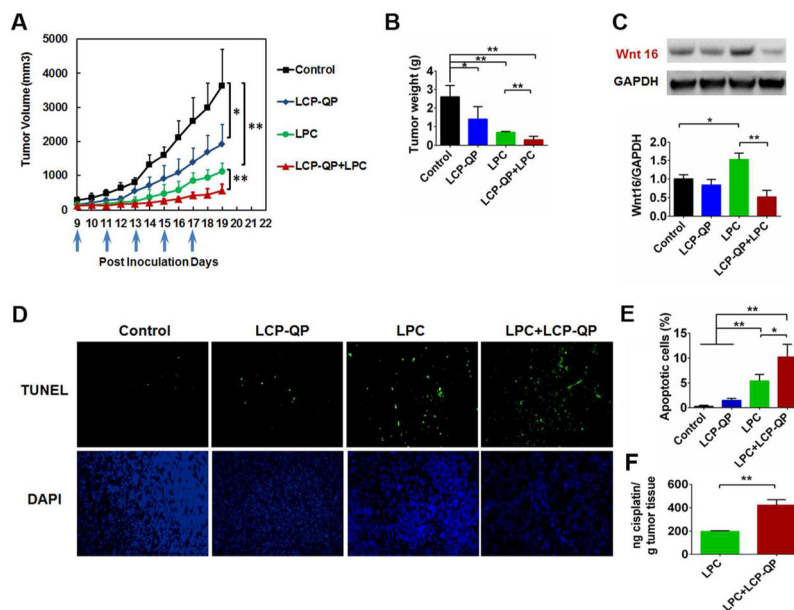 A
Tumor Volume (mm3)
5000
4000
3000
2000
1000
0
9 10 11 12 13 14 15 16 17 18 19 20 21 22
Post Inoculation Days
Control
LCP-QP
LPC
LCP-QP+LPC
*
**
**
B
Tumor weight (g)
4
3
2
1
0
**
**
*
**
Control
LCP-QP
LPC
LCP-QP+LPC
C
Wnt 16
GAPDH
Wnt16/GAPDH
2.0
1.5
1.0
0.5
0.0
*
**
Control
LCP-QP
LPC
LCP-QP+LPC
D
Control LCP-QP LPC LPC+LCP-QP
TUNEL
DAPI
E
Apoptotic cells (%)
15
10
5
0
**
**
*
Control
LCP-QP
LPC
LPC+LCP-QP
F
ng cisplatin/
g tumor tissue
600
400
200
0
**
LPC
LPC+LCP-QP